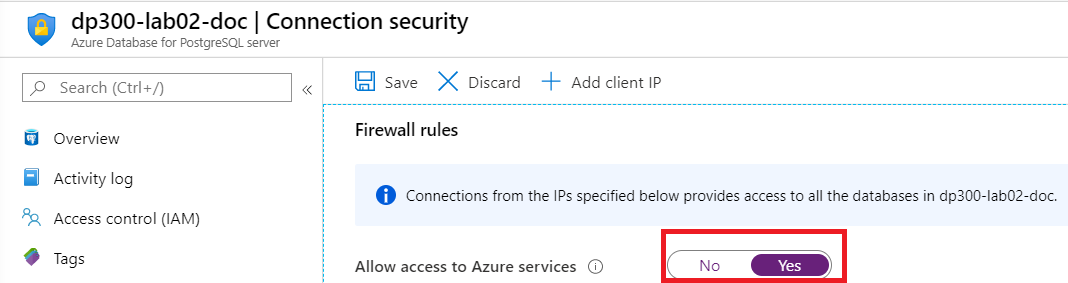 dp300-lab02-doc | Connection security
Azure Database for PostgreSQL server
Search (Ctrl+/)
«
Save
Discard
Add client IP
Overview
Activity log
Access control (IAM)
Tags
Firewall rules
Connections from the IPs specified below provides access to all the databases in dp300-lab02-doc.
Allow access to Azure services
No
Yes